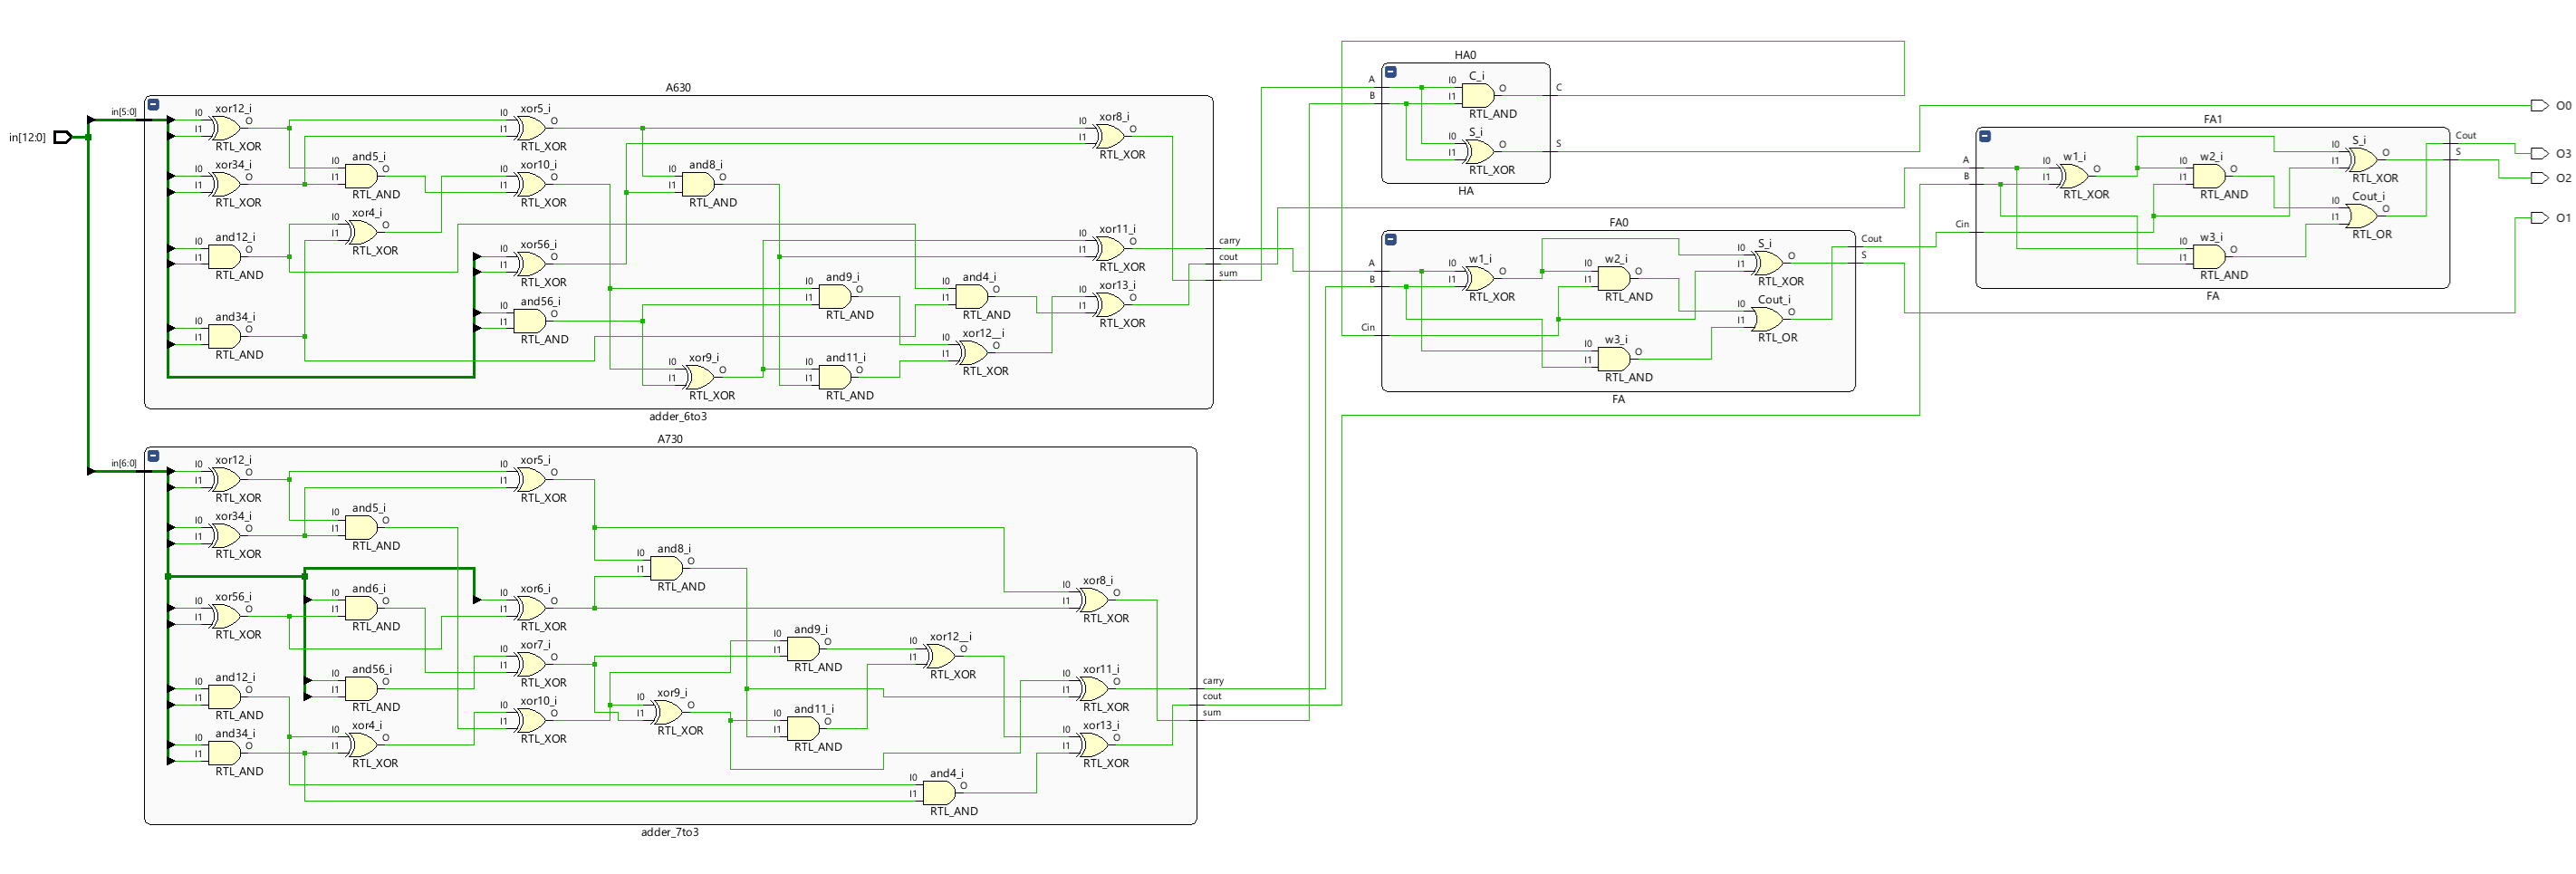 in[12:0]
A630
in[5:0]
I0 xor12_i
I1 O
RTL_XOR
I0 xor34_i
I1 O
RTL_XOR
I0 and12_i
I1 O
RTL_AND
I0 and34_i
I1 O
RTL_AND
I0 and5_i
I1 O
RTL_AND
I0 xor4_i
I1 O
RTL_XOR
I0 xor5_i
I1 O
RTL_XOR
I0 xor10_i
I1 O
RTL_XOR
I0 xor56_i
I1 O
RTL_XOR
I0 and56_i
I1 O
RTL_AND
I0 and8_i
I1 O
RTL_AND
I0 xor9_i
I1 O
RTL_XOR
I0 and9_i
I1 O
RTL_AND
I0 and11_i
I1 O
RTL_AND
I0 and4_i
I1 O
RTL_AND
I0 xor12__i
I1 O
RTL_XOR
I0 xor8_i
I1 O
RTL_XOR
I0 xor11_i
I1 O
RTL_XOR
I0 xor13_i
I1 O
RTL_XOR
carry
cout
sum
adder_6to3
A730
in[6:0]
I0 xor12_i
I1 O
RTL_XOR
I0 xor34_i
I1 O
RTL_XOR
I0 xor56_i
I1 O
RTL_XOR
I0 and12_i
I1 O
RTL_AND
I0 and34_i
I1 O
RTL_AND
I0 and5_i
I1 O
RTL_AND
I0 and6_i
I1 O
RTL_AND
I0 and56_i
I1 O
RTL_AND
I0 xor4_i
I1 O
RTL_XOR
I0 xor5_i
I1 O
RTL_XOR
I0 xor6_i
I1 O
RTL_XOR
I0 xor7_i
I1 O
RTL_XOR
I0 xor10_i
I1 O
RTL_XOR
I0 and8_i
I1 O
RTL_AND
I0 xor9_i
I1 O
RTL_XOR
I0 and9_i
I1 O
RTL_AND
I0 and11_i
I1 O
RTL_AND
I0 xor12__i
I1 O
RTL_XOR
I0 and4_i
I1 O
RTL_AND
I0 xor8_i
I1 O
RTL_XOR
I0 xor11_i
I1 O
RTL_XOR
I0 xor13_i
I1 O
RTL_XOR
carry
cout
sum
adder_7to3
HA0
A
B
I0 C_i
I1 O
RTL_AND
I0 S_i
I1 O
RTL_XOR
C
S
HA
FA0
A
B
Cin
I0 w1_i
I1 O
RTL_XOR
I0 w2_i
I1 O
RTL_AND
I0 w3_i
I1 O
RTL_AND
I0 S_i
I1 O
RTL_XOR
I0 Cout_i
I1 O
RTL_OR
Cout
S
FA
FA1
A
B
Cin
I0 w1_i
I1 O
RTL_XOR
I0 w2_i
I1 O
RTL_AND
I0 w3_i
I1 O
RTL_AND
I0 S_i
I1 O
RTL_XOR
I0 Cout_i
I1 O
RTL_OR
Cout
S
FA
O0
O3
O2
O1